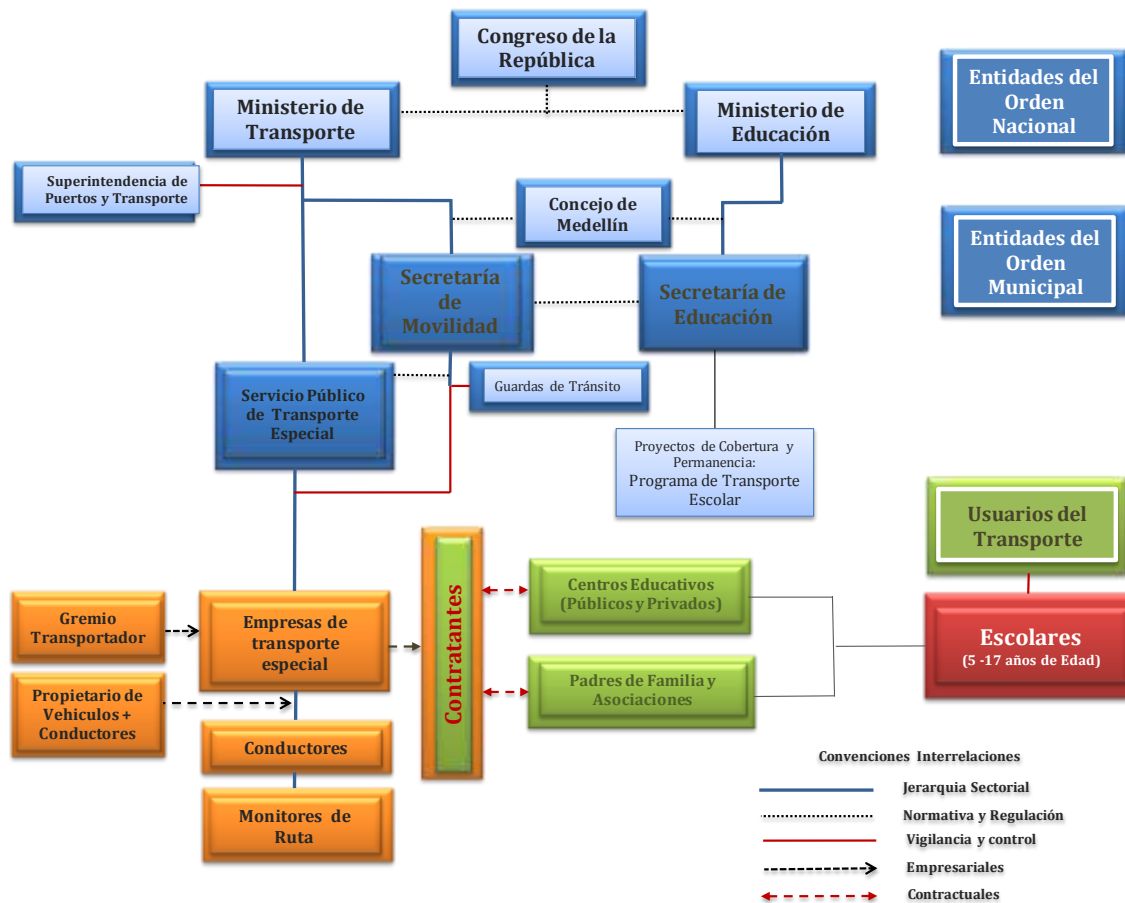 Congreso de la
República
Ministerio de
Transporte
Ministerio de
Educación
Entidades del
Orden
Nacional
Superintendencia de
Puertos y Transporte
Concejo de
Medellín
Entidades del
Orden
Municipal
Secretaría
de
Movilidad
Secretaría de
Educación
Servicio Público
de Transporte
Especial
Guardas de Tránsito
Proyectos de Cobertura y
Permanencia:
Programa de Transporte
Escolar
Usuarios del
Transporte
Contratantes
Centros Educativos
(Públicos y Privados)
Gremio
Transportador
Empresas de
transporte
especial
Escolares
(5 -17 años de Edad)
Padres de Familia y
Asociaciones
Propietario de
Vehiculos +
Conductores
Conductores
Monitores de
Ruta
Convenciones Interrelaciones
Jerarquia Sectorial
Normativa y Regulación
Vigilancia y control
Empresariales
Contractuales